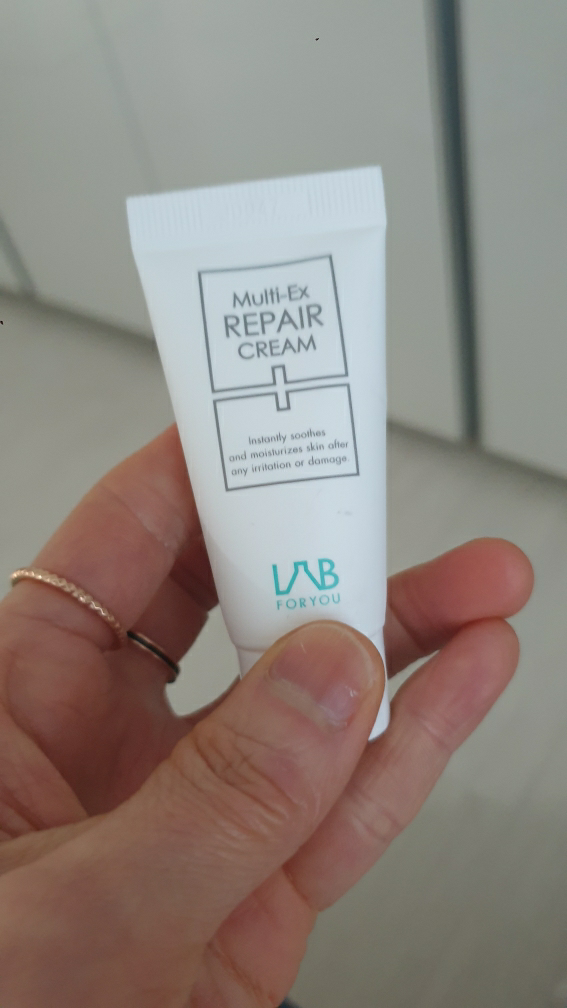 Multi-Ex
REPAIR
CREAM
Instantly soothes
and moisturizes skin after
any irritation or damage.
LAB
FORYOU